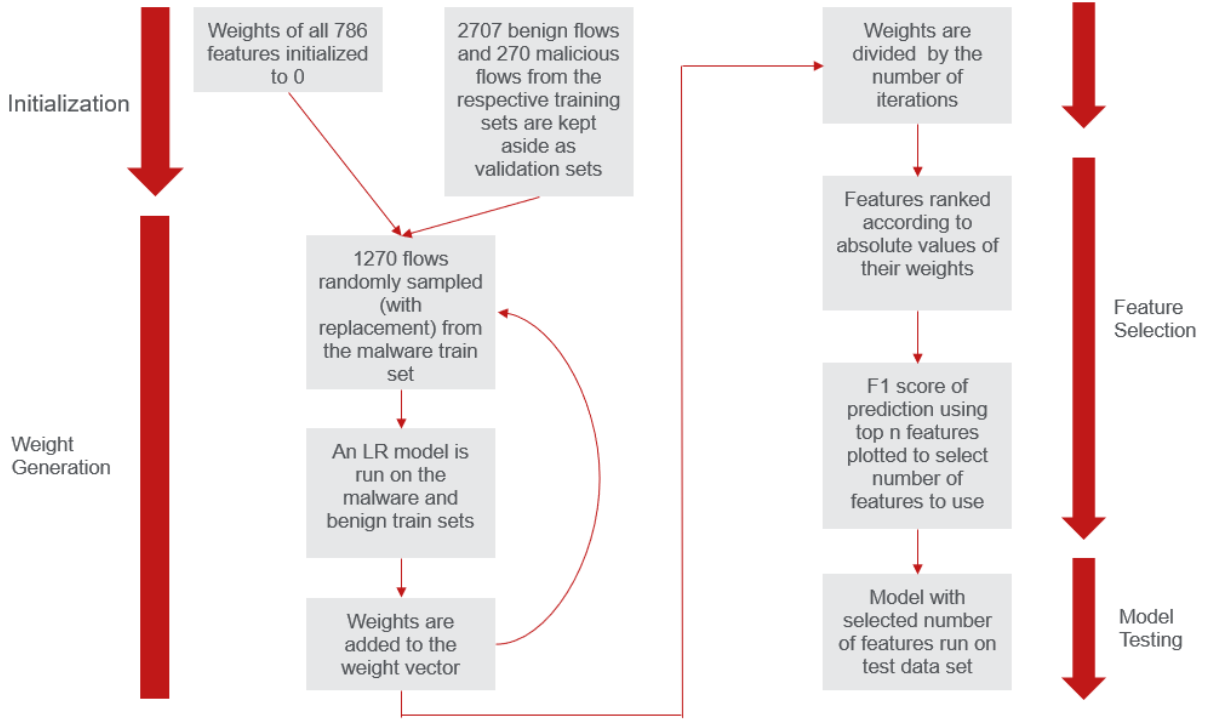 Initialization
Weights of all 786
features initialized
to 0
2707 benign flows
and 270 malicious
flows from the
respective training
sets are kept
aside as
validation sets
Weight
Generation
1270 flows
randomly sampled
(with
replacement) from
the malware train
set
An LR model is
run on the
malware and
benign train sets
Weights are
added to the
weight vector
Weights are
divided by the
number of
iterations
Features ranked
according to
absolute values of
their weights
F1 score of
prediction using
top n features
plotted to select
number of
features to use
Feature
Selection
Model with
selected number
of features run on
test data set
Model
Testing